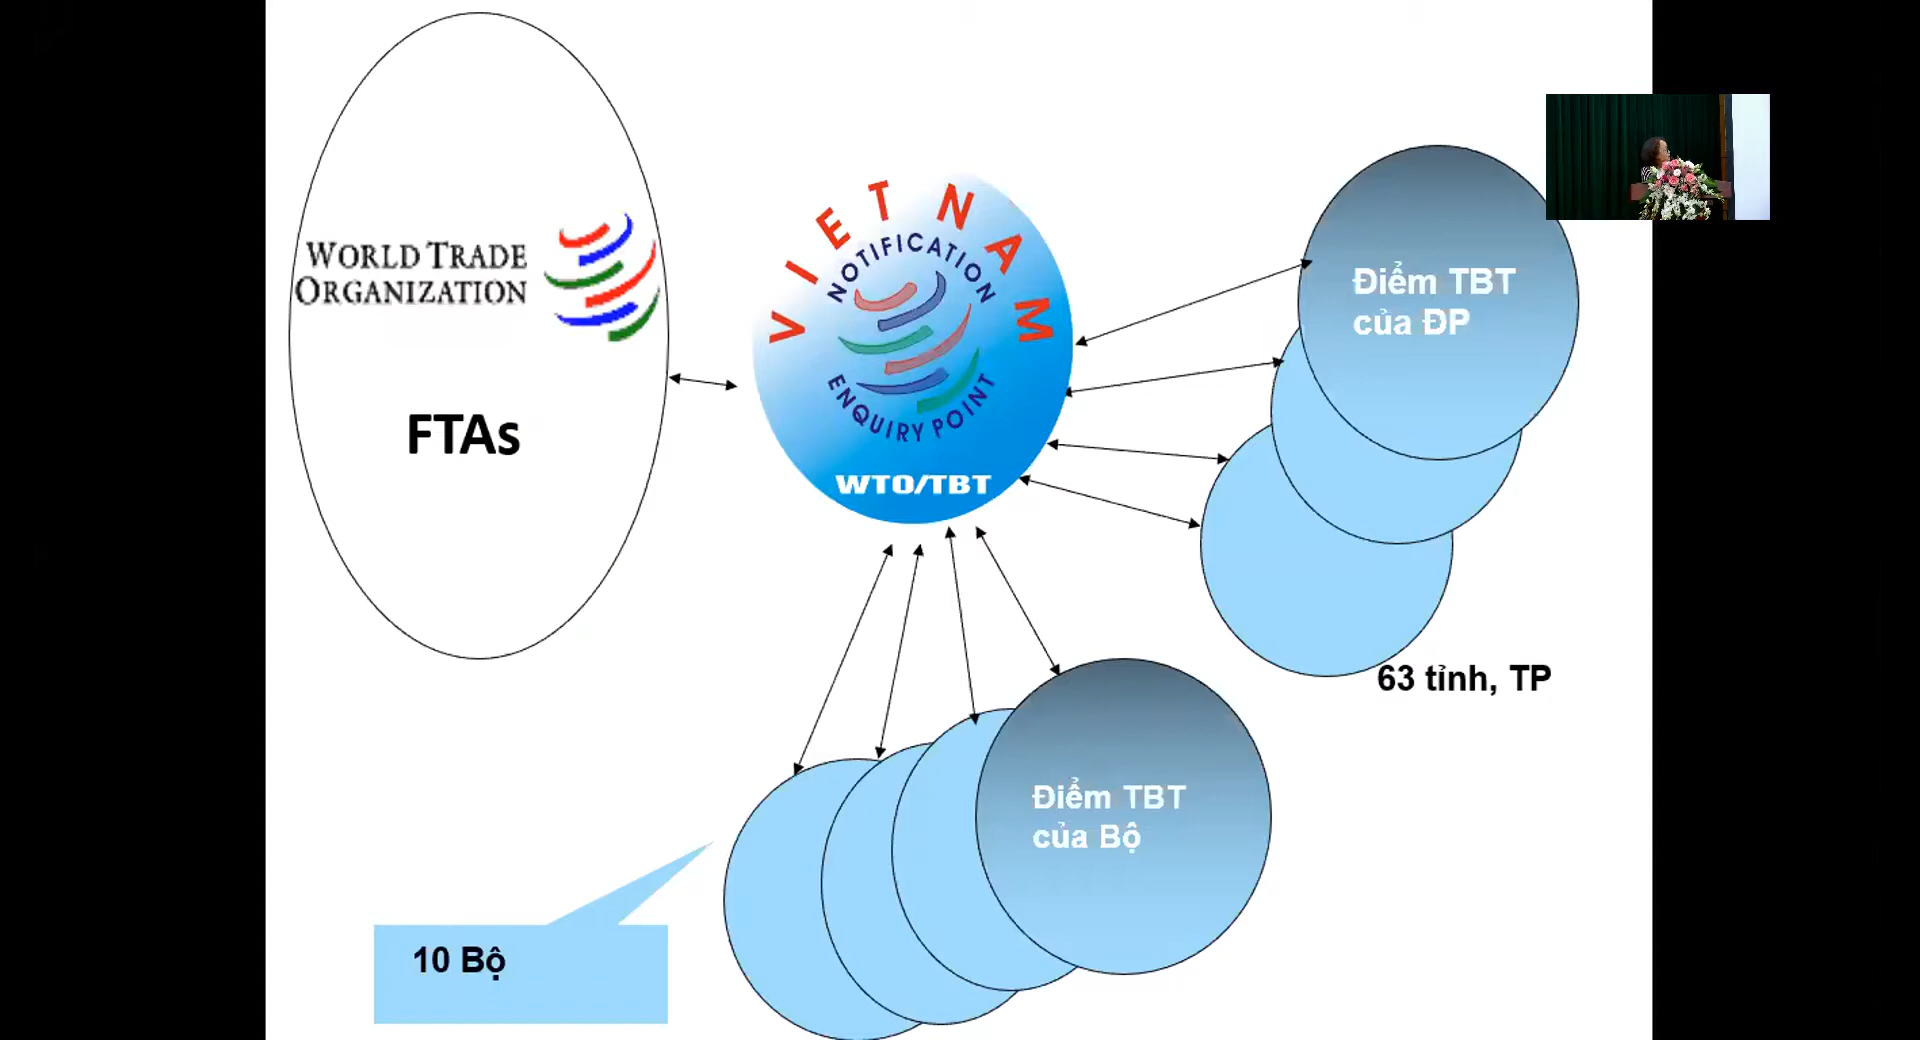 WORLD TRADE
ORGANIZATION
FTAs
VIETNAM
NOTIFICATION
ENQUIRY POINT
WTO/TBT
Điểm TBT
của ĐP
63 tỉnh, TP
Điểm TBT
của Bộ
10 Bộ